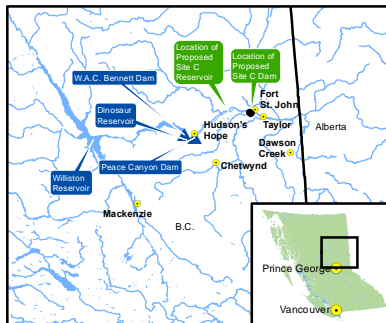 Location of
Proposed
Site C
Reservoir
Location of
Proposed
Site C Dam
W.A.C. Bennett Dam
Dinosaur
Reservoir
Fort
St. John
Hudson's
Hope
Taylor
Alberta
Dawson
Creek
Peace Canyon Dam
Chetwynd
Williston
Reservoir
Mackenzie
B.C.
Prince George
Vancouver